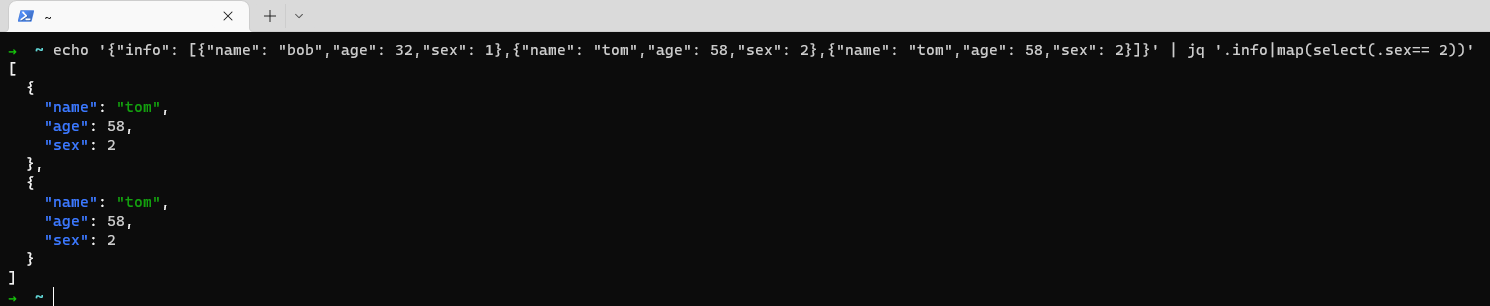 ~
→ ~ echo '{"info": [{"name": "bob","age": 32,"sex": 1},{"name": "tom","age": 58,"sex": 2},{"name": "tom","age": 58,"sex": 2}]}' | jq '.info|map(select(.sex== 2))'
[
  {
    "name": "tom",
    "age": 58,
    "sex": 2
  },
  {
    "name": "tom",
    "age": 58,
    "sex": 2
  }
]
→ ~